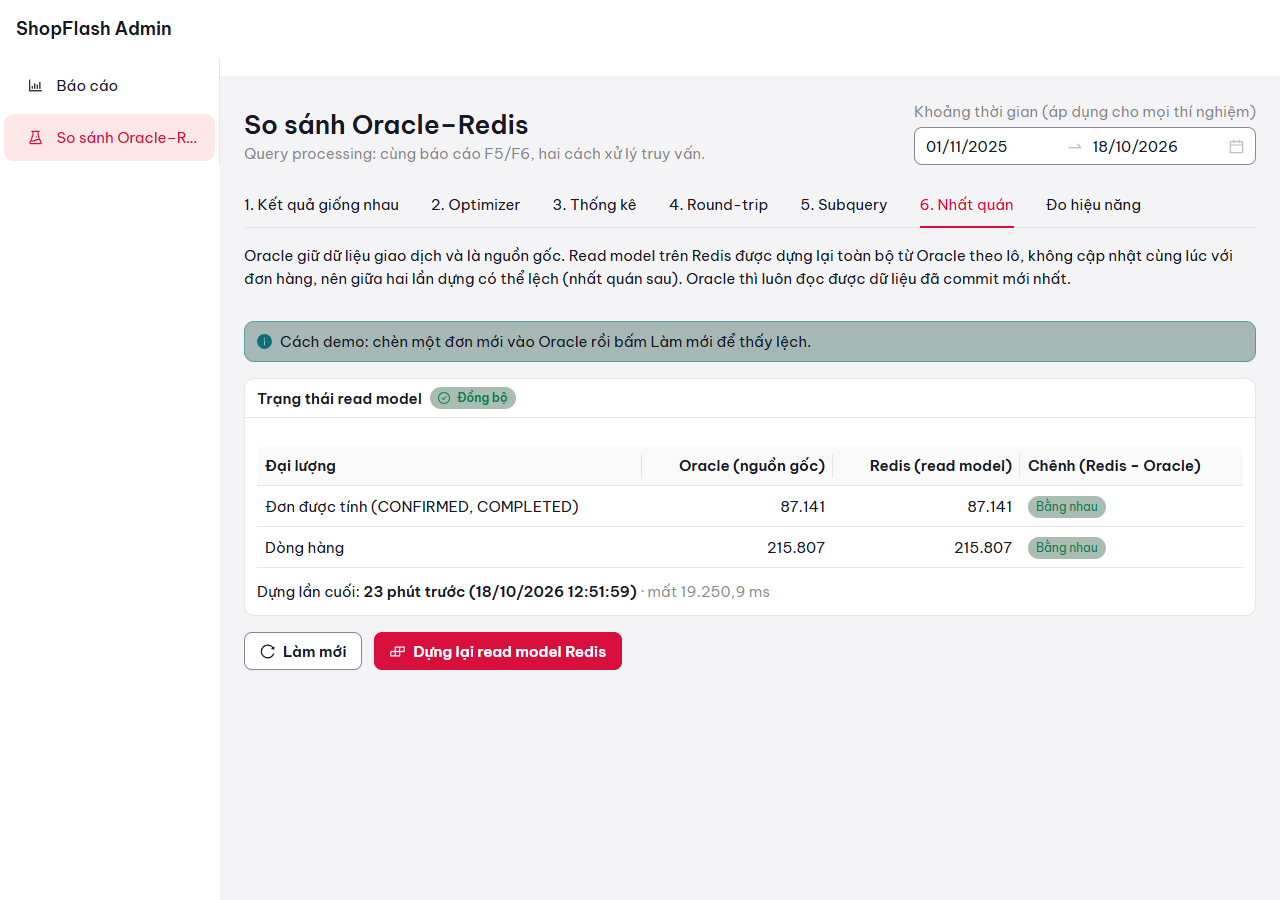 ShopFlash Admin
Báo cáo
So sánh Oracle–R...
So sánh Oracle–Redis
Query processing: cùng báo cáo F5/F6, hai cách xử lý truy vấn.
Khoảng thời gian (áp dụng cho mọi thí nghiệm)
01/11/2025 → 18/10/2026
1. Kết quả giống nhau 2. Optimizer 3. Thống kê 4. Round-trip 5. Subquery 6. Nhất quán Đo hiệu năng
Oracle giữ dữ liệu giao dịch và là nguồn gốc. Read model trên Redis được dựng lại toàn bộ từ Oracle theo lô, không cập nhật cùng lúc với
đơn hàng, nên giữa hai lần dựng có thể lệch (nhất quán sau). Oracle thì luôn đọc được dữ liệu đã commit mới nhất.
Cách demo: chèn một đơn mới vào Oracle rồi bấm Làm mới để thấy lệch.
Trạng thái read model Đồng bộ
Đại lượng Oracle (nguồn gốc) Redis (read model) Chênh (Redis − Oracle)
Đơn được tính (CONFIRMED, COMPLETED) 87.141 87.141 Bằng nhau
Dòng hàng 215.807 215.807 Bằng nhau
Dựng lần cuối: 23 phút trước (18/10/2026 12:51:59) · mất 19.250,9 ms
Làm mới Dựng lại read model Redis